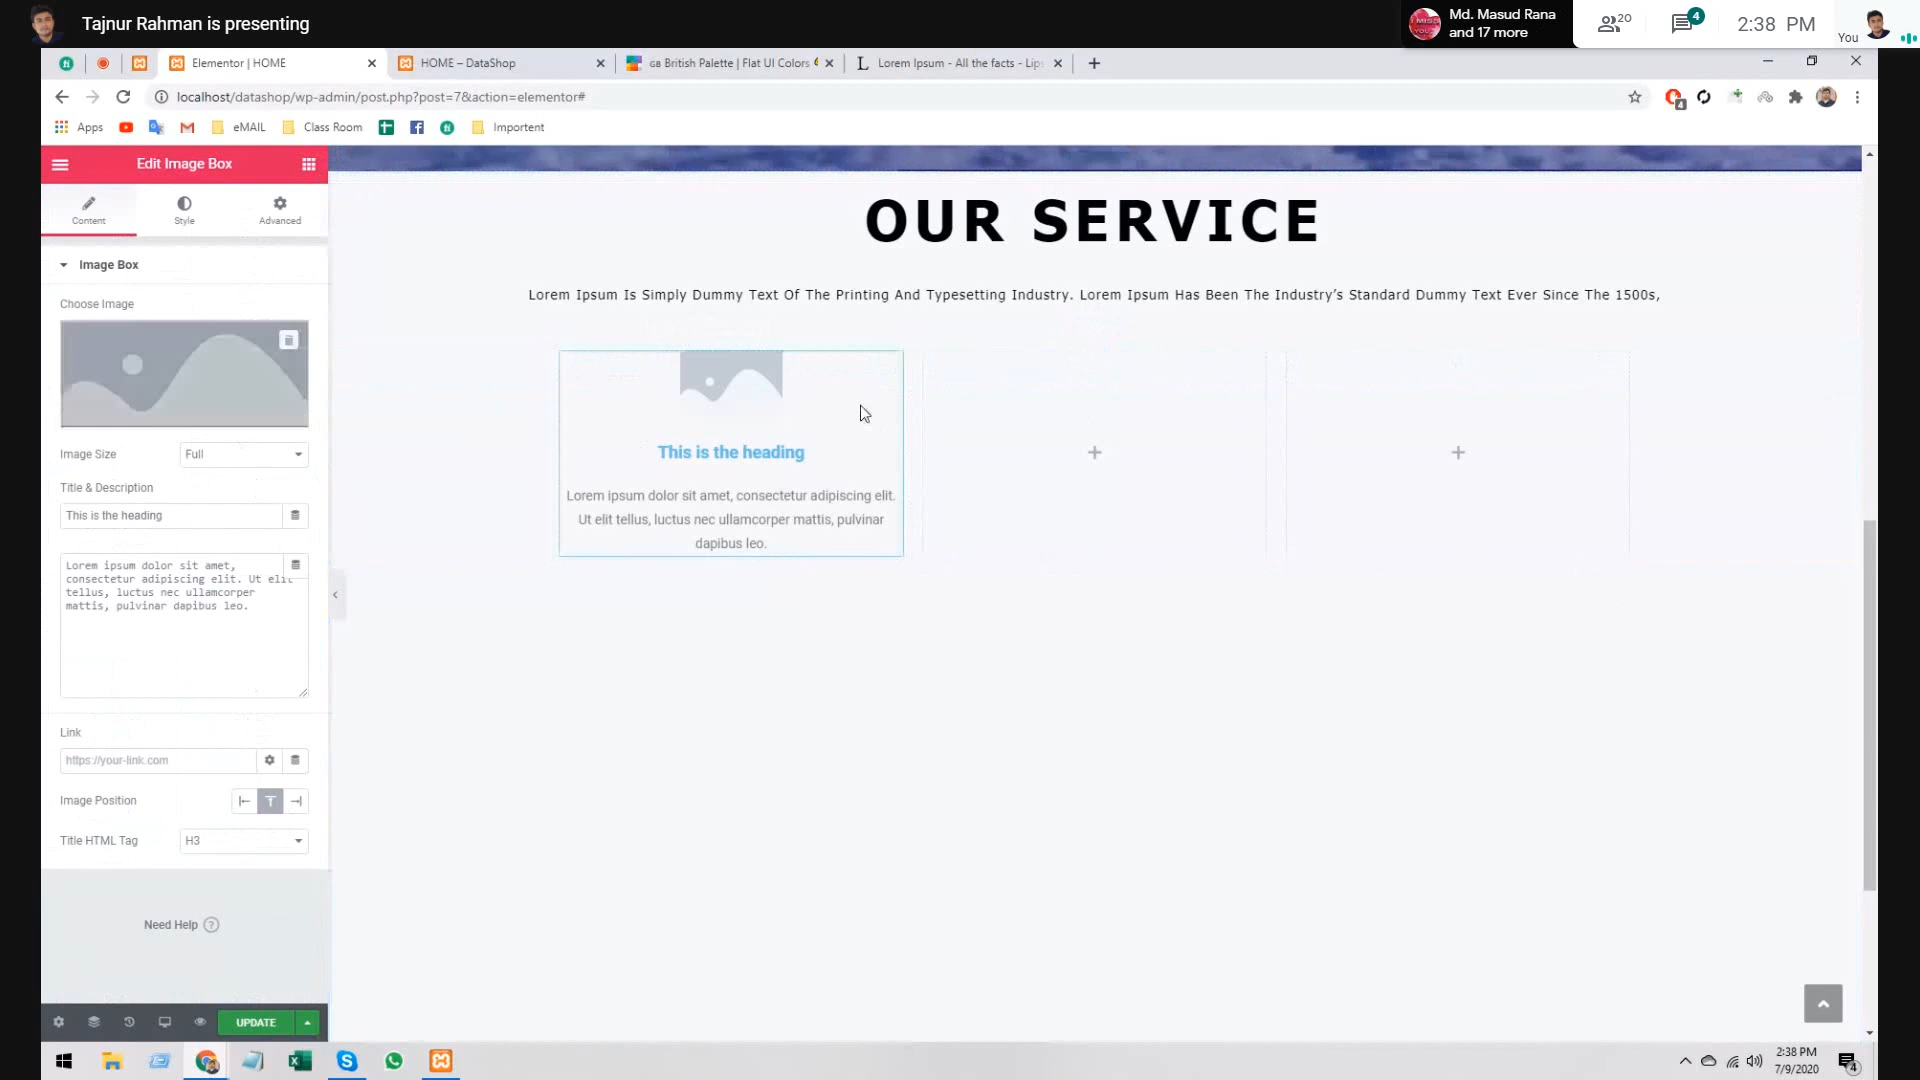 Tajnur Rahman is presenting
Md. Masud Rana
and 17 more
20
4
2:38 PM
You
Elementor | HOME
HOME – DataShop
British Palette | Flat UI Colors
Lorem Ipsum - All the facts - Lip
localhost/datashop/wp-admin/post.php?post=7&action=elementor#
Apps
eMAIL
Class Room
Importent
Edit Image Box
Content
Style
Advanced
Image Box
Choose Image
Image Size
Full
Title & Description
This is the heading
Lorem ipsum dolor sit amet,
consectetur adipiscing elit. Ut elit
tellus, luctus nec ullamcorper
mattis, pulvinar dapibus leo.
Link
https://your-link.com
Image Position
Title HTML Tag
H3
Need Help ?
UPDATE
OUR SERVICE
Lorem Ipsum Is Simply Dummy Text Of The Printing And Typesetting Industry. Lorem Ipsum Has Been The Industry’s Standard Dummy Text Ever Since The 1500s,
This is the heading
Lorem ipsum dolor sit amet, consectetur adipiscing elit.
Ut elit tellus, luctus nec ullamcorper mattis, pulvinar
dapibus leo.
2:38 PM
7/9/2020
4